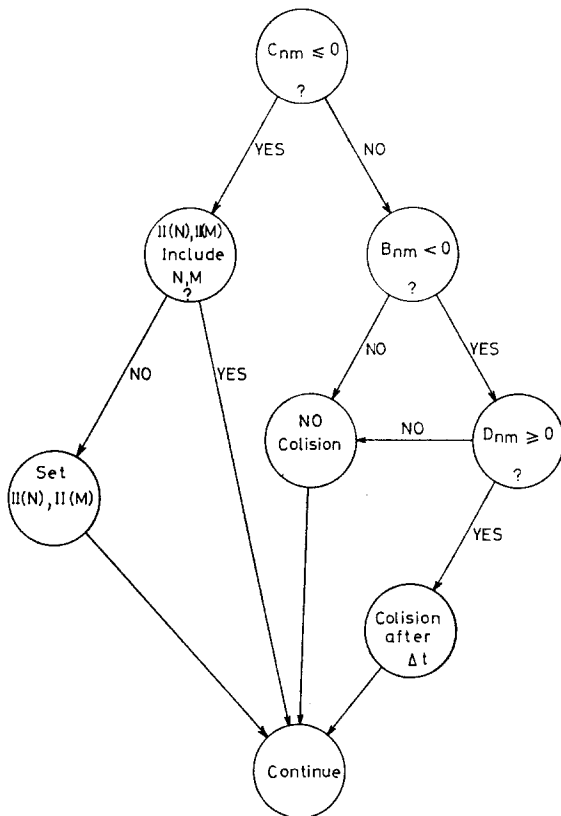 Cnm ≤ 0
?
YES
NO
II(N),II(M)
Include
N,M
?
Bnm < 0
?
NO
YES
NO
YES
NO
Colision
NO
Dnm ≥ 0
?
Set
II(N),II(M)
YES
Colision
after
Δt
Continue